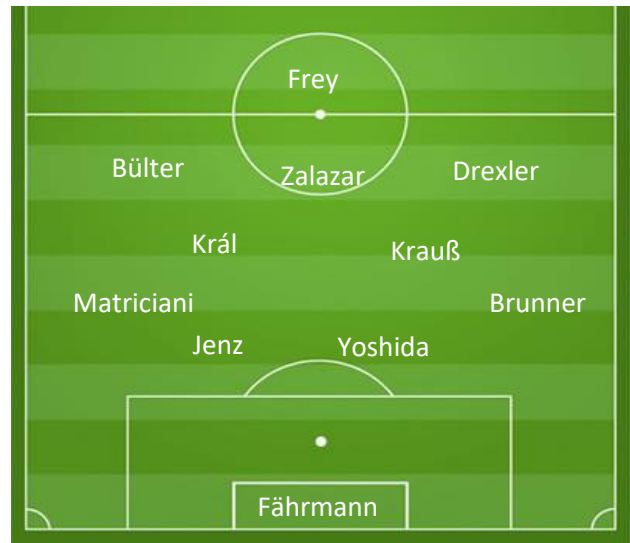 Frey
Bülter Zalazar Drexler
Král Krauß
Matriciani Brunner
Jenz Yoshida
Fährmann